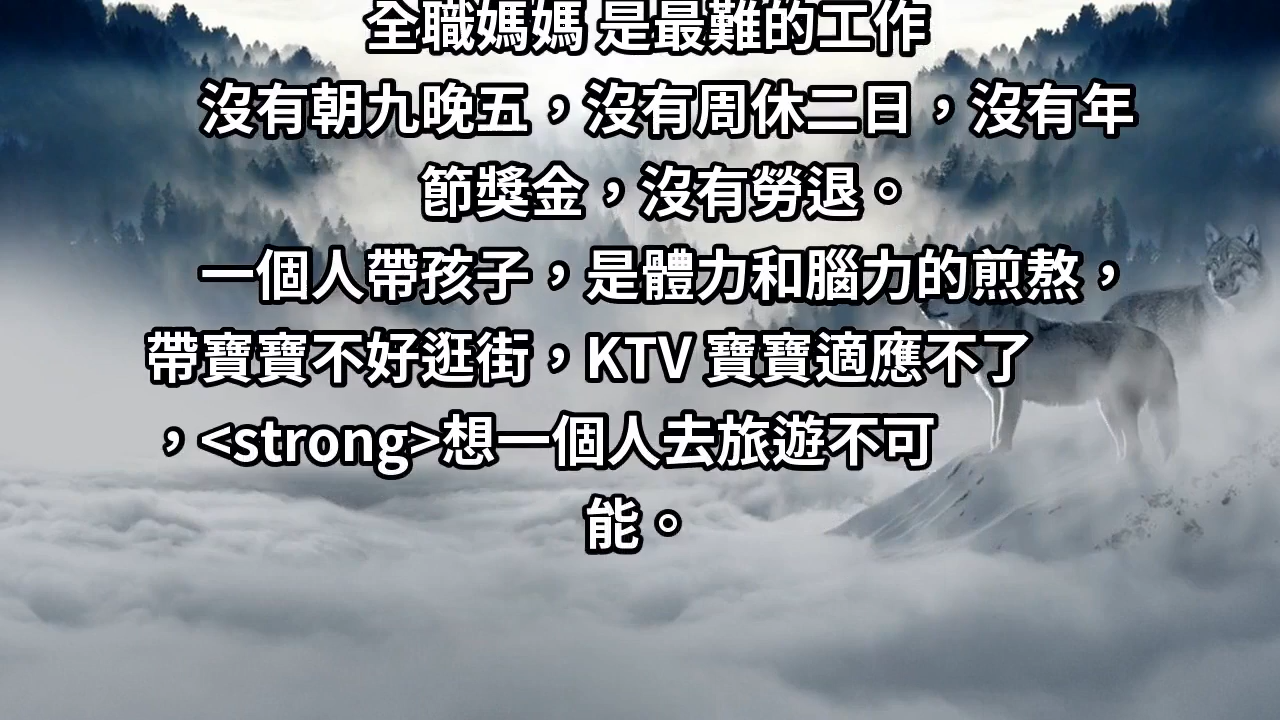 全職媽媽 是最難的工作
沒有朝九晚五，沒有周休二日，沒有年
節獎金，沒有勞退。
一個人帶孩子，是體力和腦力的煎熬，
帶寶寶不好逛街，KTV 寶寶適應不了
，<strong>想一個人去旅遊不可
能。